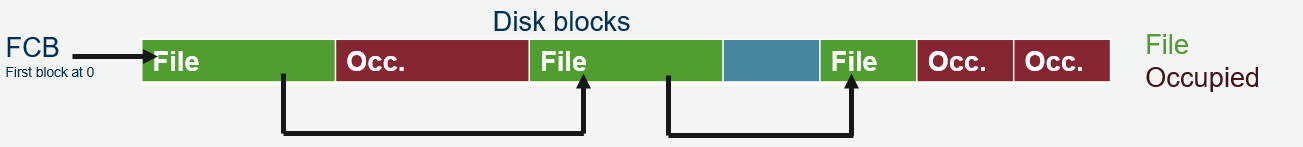 Disk blocks
FCB
First block at 0
File
Occ.
File
File
Occ.
Occ.
File
Occupied